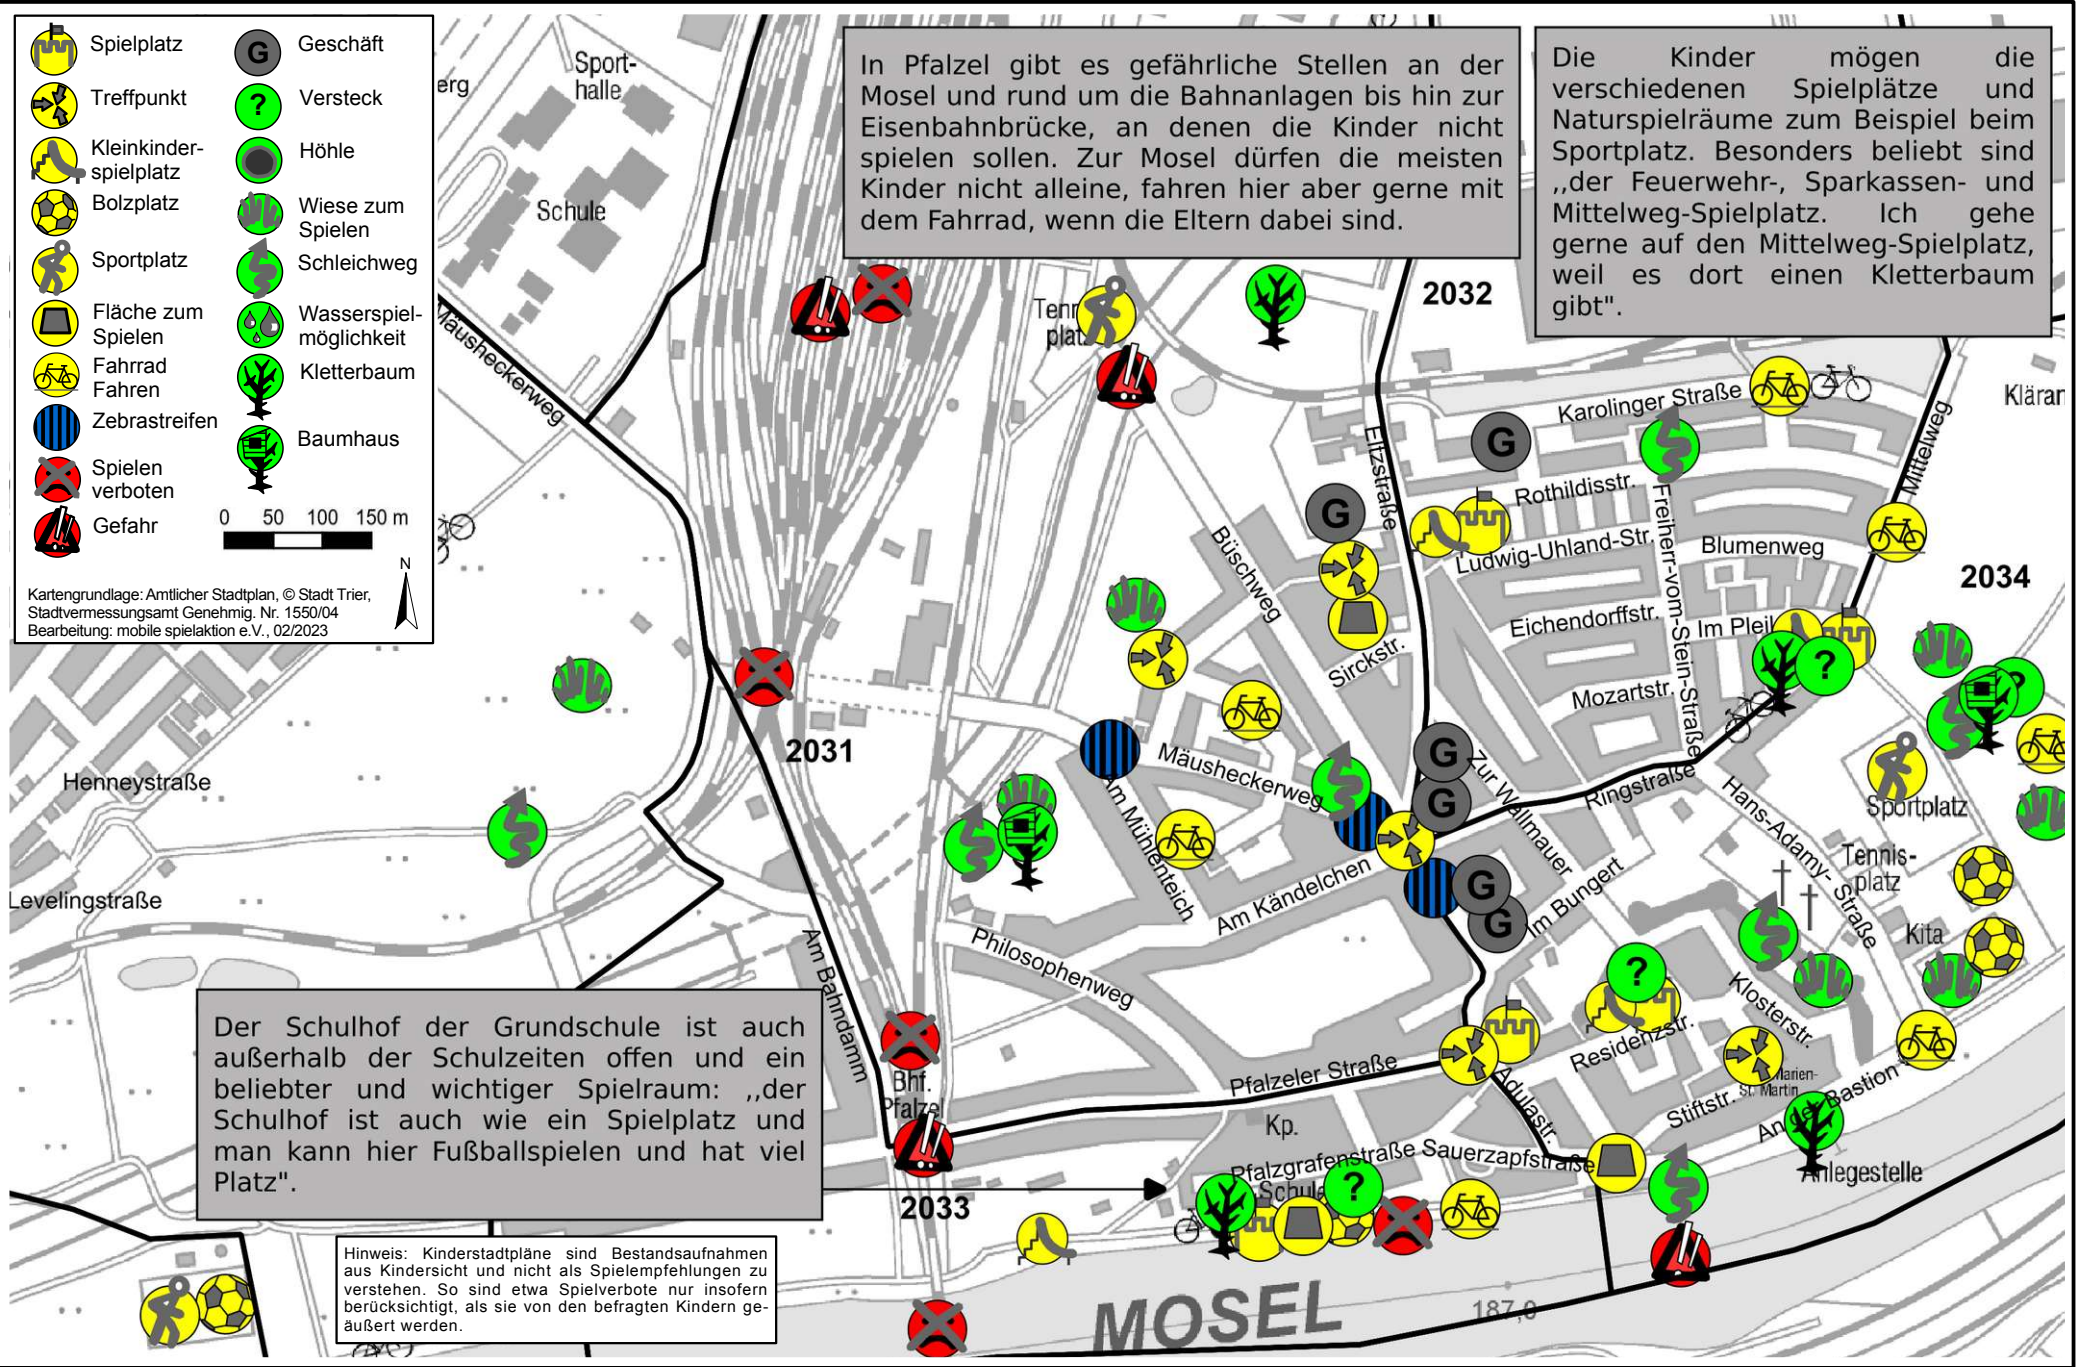 Spielplatz
Treffpunkt
Kleinkinder-
spielplatz
Bolzplatz
Sportplatz
Fläche zum
Spielen
Fahrrad
Fahren
Zebrastreifen
Spielen
verboten
Gefahr
G
Geschäft
?
Versteck
Höhle
Wiese zum
Spielen
Schleichweg
Wasserspiel-
möglichkeit
Kletterbaum
Baumhaus
0 50 100 150 m
N
Kartengrundlage: Amtlicher Stadtplan, © Stadt Trier,
Stadtvermessungsamt Genehmig. Nr. 1550/04
Bearbeitung: mobile spielaktion e.V., 02/2023
In Pfalzel gibt es gefährliche Stellen an der
Mosel und rund um die Bahnanlagen bis hin zur
Eisenbahnbrücke, an denen die Kinder nicht
spielen sollen. Zur Mosel dürfen die meisten
Kinder nicht alleine, fahren hier aber gerne mit
dem Fahrrad, wenn die Eltern dabei sind.
Die Kinder mögen die
verschiedenen Spielplätze und
Naturspielräume zum Beispiel beim
Sportplatz. Besonders beliebt sind
,,der Feuerwehr-, Sparkassen- und
Mittelweg-Spielplatz. Ich gehe
gerne auf den Mittelweg-Spielplatz,
weil es dort einen Kletterbaum
gibt".
erg
Sport-
halle
Schule
Mäusheckerweg
Tenn
platz
2032
Klärar
Karolinger Straße
Mittelweg
Eltzstraße
G
Rothildisstr.
G
Ludwig-Uhland-Str.
Freiherr-vom-Stein-Straße
Blumenweg
2034
Büschweg
Eichendorffstr.
Im Pleil
Sirckstr.
?
?
Mozartstr.
2031
Mäusheckerweg
G
G
Zur Wallmauer
Ringstraße
Hans-Adamy-Straße
Sportplatz
Henneystraße
Am Mühlenteich
Tennis-
platz
Levelingstraße
Am Kändelchen
G
G
Im Bungert
Kita
Am Bahndamm
Philosophenweg
?
Klosterstr.
Residenzstr.
Der Schulhof der Grundschule ist auch
außerhalb der Schulzeiten offen und ein
beliebter und wichtiger Spielraum: ,,der
Schulhof ist auch wie ein Spielplatz und
man kann hier Fußballspielen und hat viel
Platz".
Bhf.
Pfalzel
Pfalzeler Straße
Adulastr.
Marien-
St. Martin
Stiftstr.
An der Bastion
Kp.
Pfalzgrafenstraße
Sauerzapfstraße
Anlegestelle
Schule
?
2033
Hinweis: Kinderstadtpläne sind Bestandsaufnahmen
aus Kindersicht und nicht als Spielempfehlungen zu
verstehen. So sind etwa Spielverbote nur insofern
berücksichtigt, als sie von den befragten Kindern ge-
äußert werden.
MOSEL
187,0